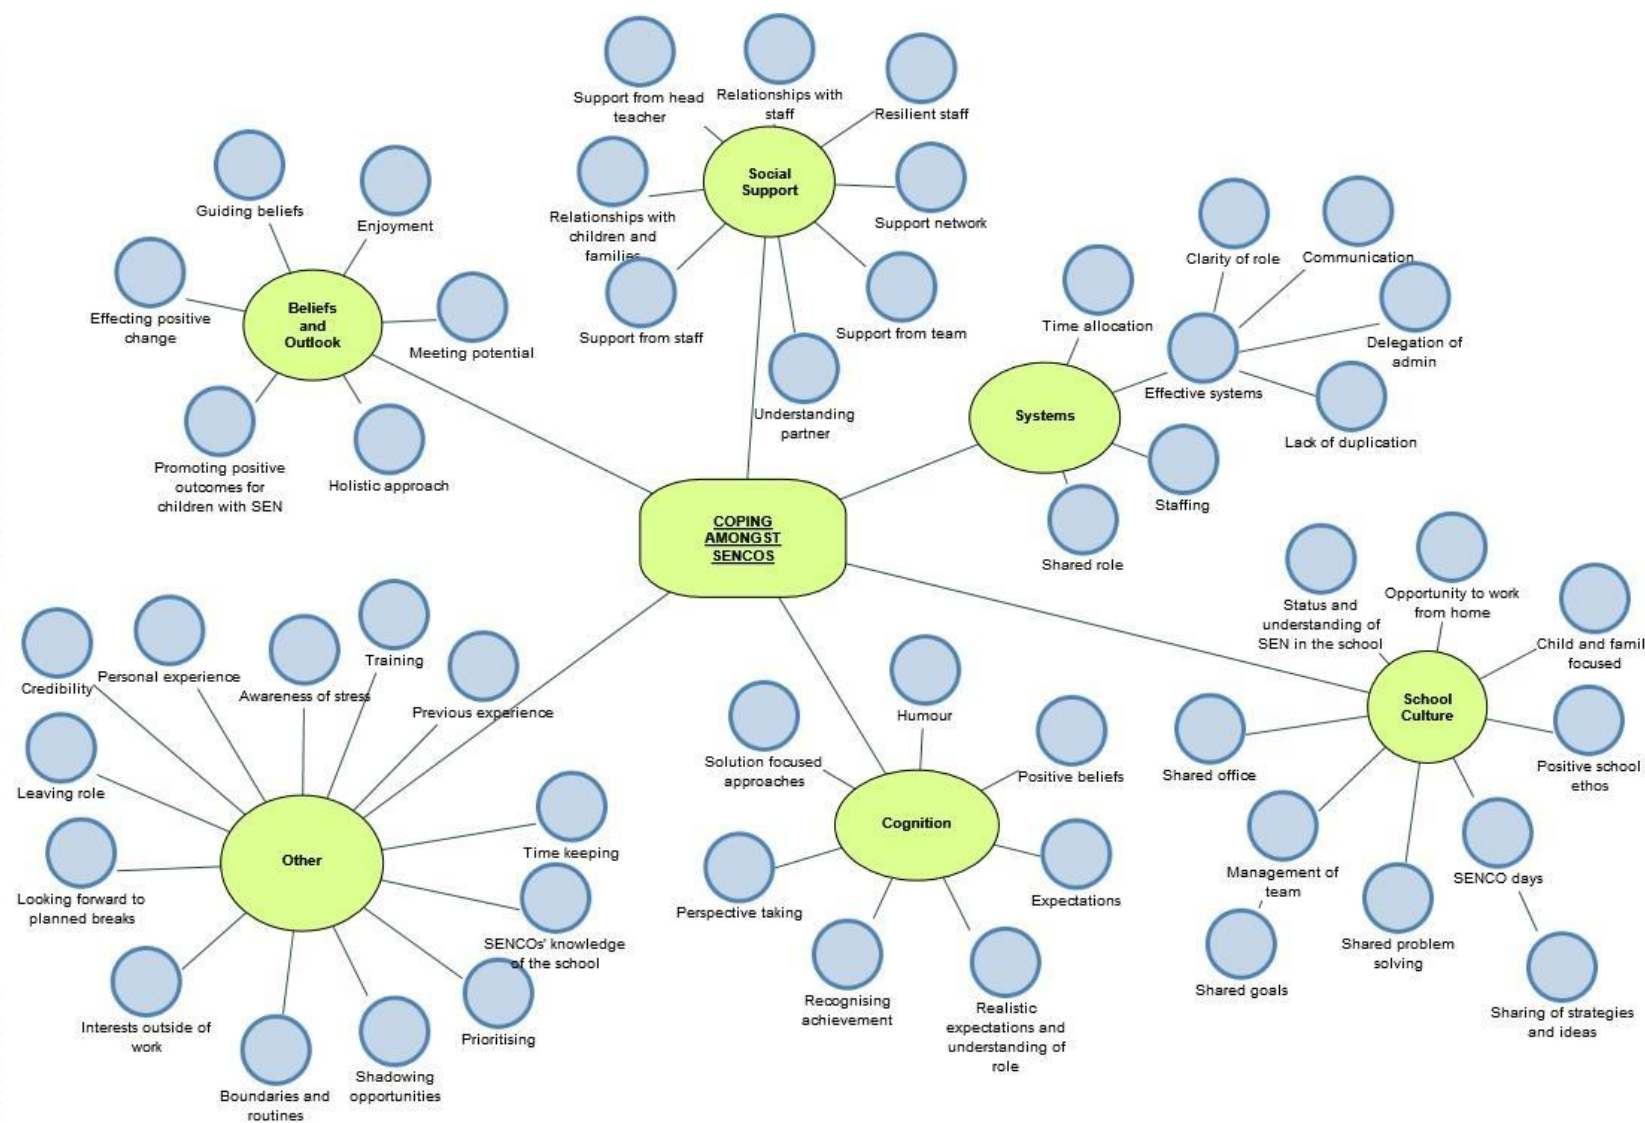 Support from head
teacher
Relationships with
staff
Resilient staff
Social
Support
Relationships with
children and
families
Support network
Support from staff
Support from team
Understanding
partner
Guiding beliefs
Enjoyment
Effecting positive
change
Beliefs
and
Outlook
Meeting potential
Promoting positive
outcomes for
children with SEN
Holistic approach
Clarity of role
Communication
Time allocation
Delegation of
admin
Effective systems
Systems
Lack of duplication
Staffing
Shared role
COPING
AMONGST
SENCOS
Status and
understanding of
SEN in the school
Opportunity to work
from home
Child and famil
focused
School
Culture
Shared office
Positive school
ethos
Management of
team
SENCO days
Shared goals
Shared problem
solving
Sharing of strategies
and ideas
Humour
Solution focused
approaches
Positive beliefs
Cognition
Perspective taking
Expectations
Recognising
achievement
Realistic
expectations and
understanding of
role
Credibility
Personal experience
Awareness of stress
Training
Previous experience
Leaving role
Other
Time keeping
Looking forward to
planned breaks
SENCOs' knowledge
of the school
Interests outside of
work
Prioritising
Boundaries and
routines
Shadowing
opportunities